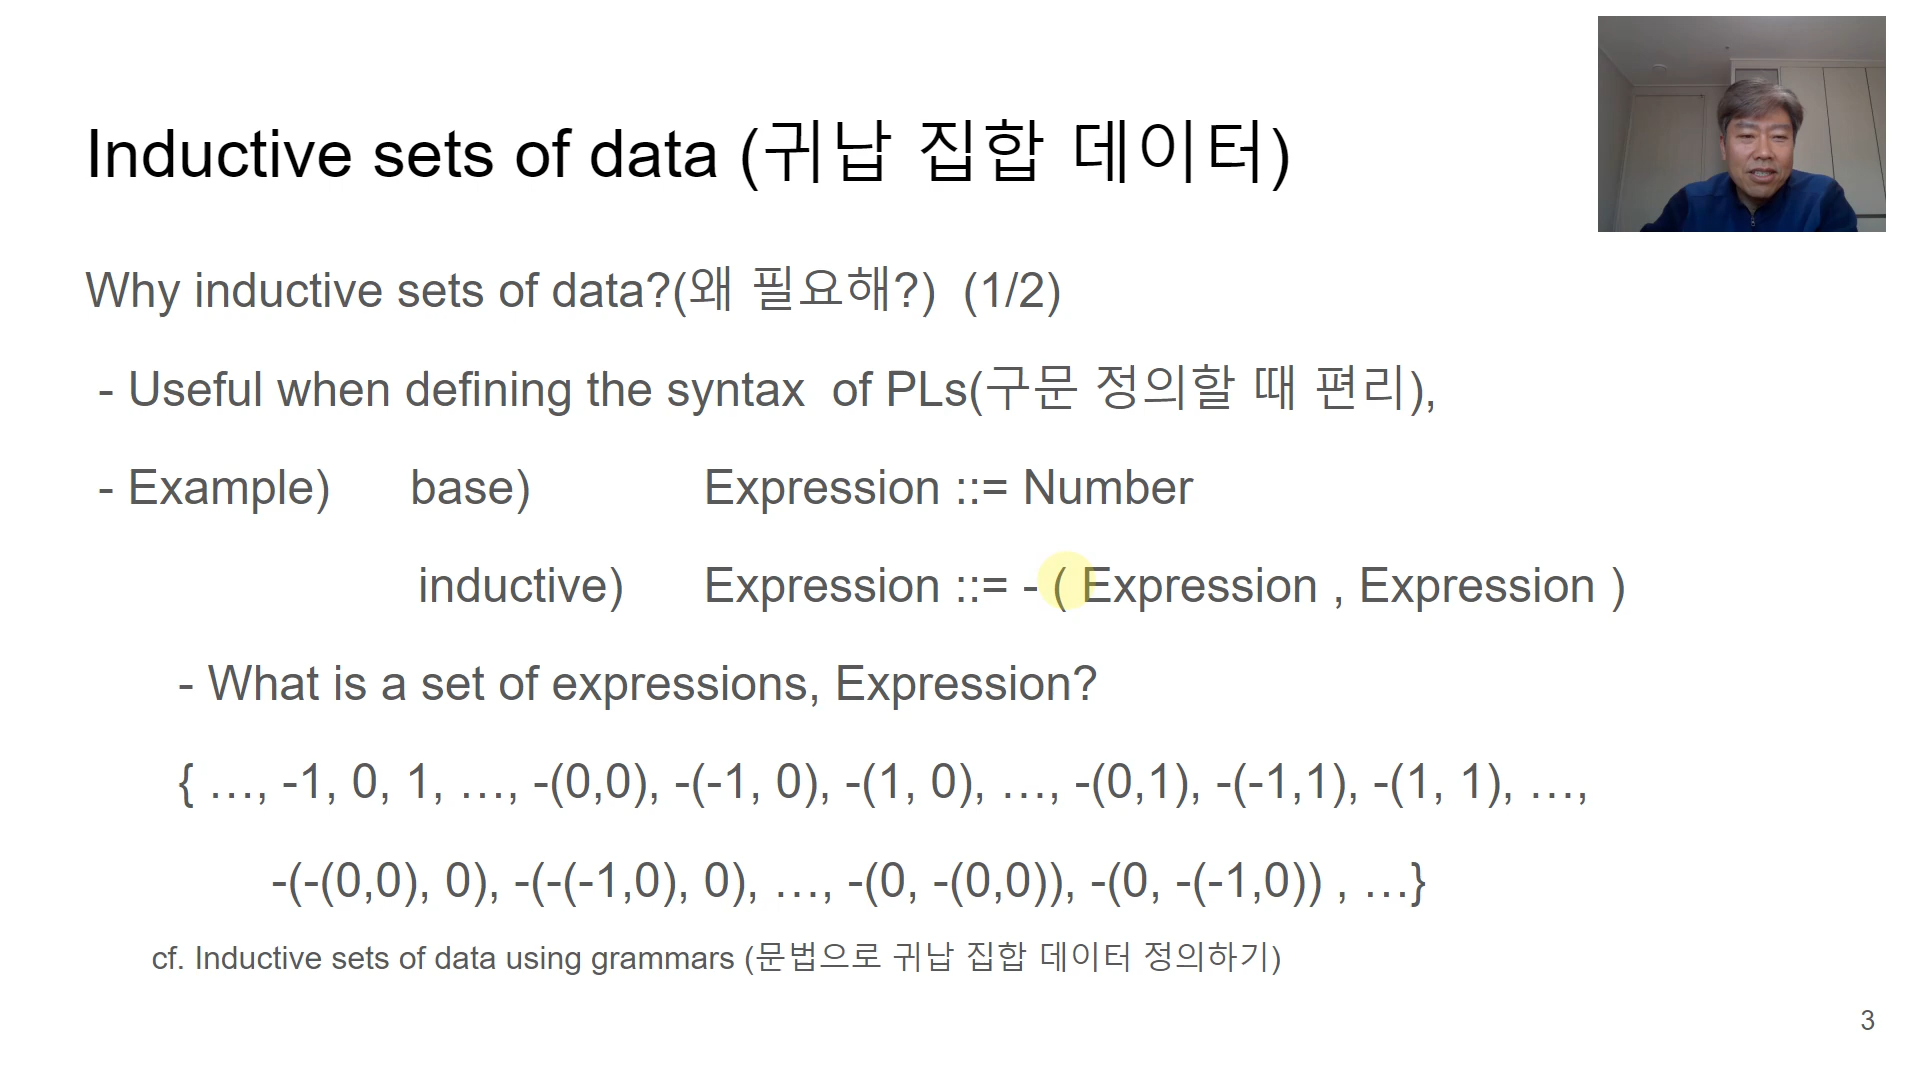 Inductive sets of data (귀납 집합 데이터)
Why inductive sets of data?(왜 필요해?) (1/2)
- Useful when defining the syntax of PLs(구문 정의할 때 편리),
- Example) base) Expression ::= Number
inductive) Expression ::= - ( Expression , Expression )
- What is a set of expressions, Expression?
{ …, -1, 0, 1, …, -(0,0), -(-1, 0), -(1, 0), …, -(0,1), -(-1,1), -(1, 1), …,
-(-(0,0), 0), -(-(-1,0), 0), …, -(0, -(0,0)), -(0, -(-1,0)) , …}
cf. Inductive sets of data using grammars (문법으로 귀납 집합 데이터 정의하기)
3